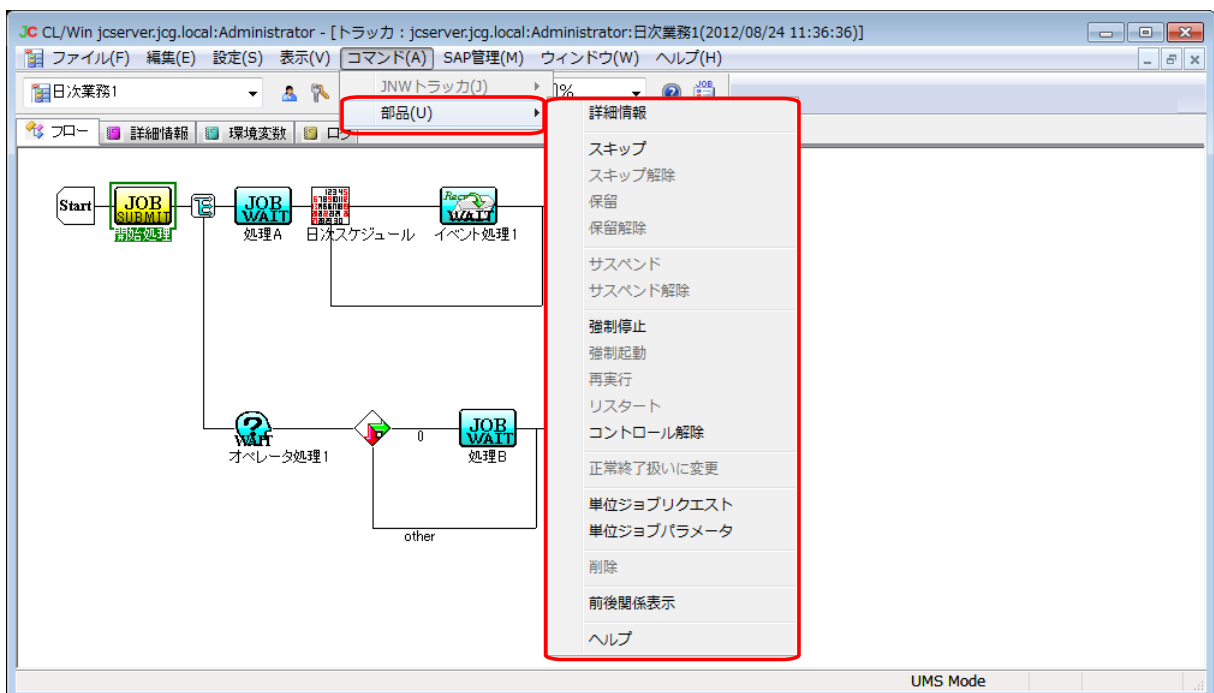 JC CL/Win jcserver.jcg.local:Administrator - [トラッカ : jcserver.jcg.local:Administrator:日次業務1(2012/08/24 11:36:36)]
ファイル(F) 編集(E) 設定(S) 表示(V) コマンド(A) SAP管理(M) ウィンドウ(W) ヘルプ(H)
日次業務1
JNWトラッカ(J)
部品(U)
フロー 詳細情報 環境変数
詳細情報
スキップ
スキップ解除
保留
保留解除
サスペンド
サスペンド解除
強制停止
強制起動
再実行
リスタート
コントロール解除
正常終了扱いに変更
単位ジョブリクエスト
単位ジョブパラメータ
削除
前後関係表示
ヘルプ
Start
JOB SUBMIT
開始処理
JOB WAIT
処理A
日次スケジュール
WAIT
イベント処理1
WAIT
オペレータ処理1
0
JOB WAIT
処理B
other
UMS Mode